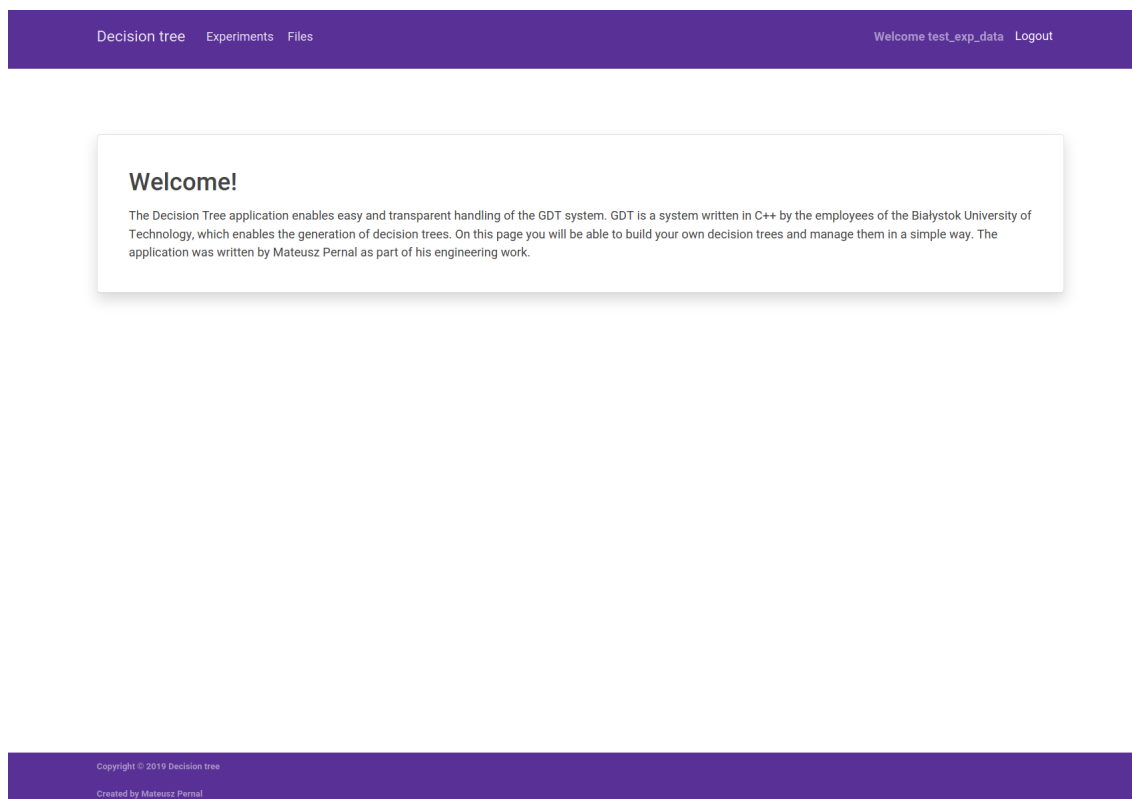 Decision tree Experiments Files Welcome test_exp_data Logout
Welcome!
The Decision Tree application enables easy and transparent handling of the GDT system. GDT is a system written in C++ by the employees of the Białystok University of
Technology, which enables the generation of decision trees. On this page you will be able to build your own decision trees and manage them in a simple way. The
application was written by Mateusz Pernal as part of his engineering work.
Copyright © 2019 Decision tree
Created by Mateusz Pernal